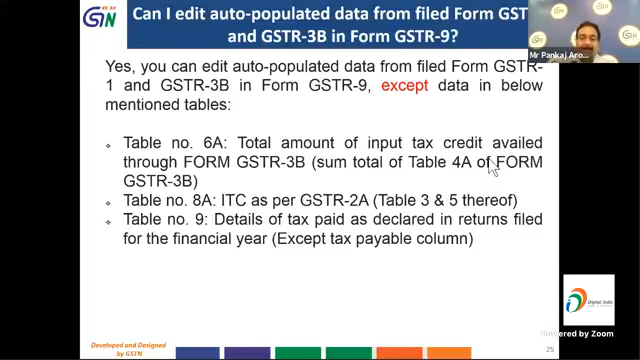 GSTN
Can I edit auto-populated data from filed Form GST
and GSTR-3B in Form GSTR-9?
Mr Pankaj Aro...
Yes, you can edit auto-populated data from filed Form GSTR-
1 and GSTR-3B in Form GSTR-9, except data in below
mentioned tables:
Table no. 6A: Total amount of input tax credit availed
through FORM GSTR-3B (sum total of Table 4A of FORM
GSTR-3B)
Table no. 8A: ITC as per GSTR-2A (Table 3 & 5 thereof)
Table no. 9: Details of tax paid as declared in returns filed
for the financial year (Except tax payable column)
Digital India
Powered by Zoom
Developed and Designed
by GSTN
25